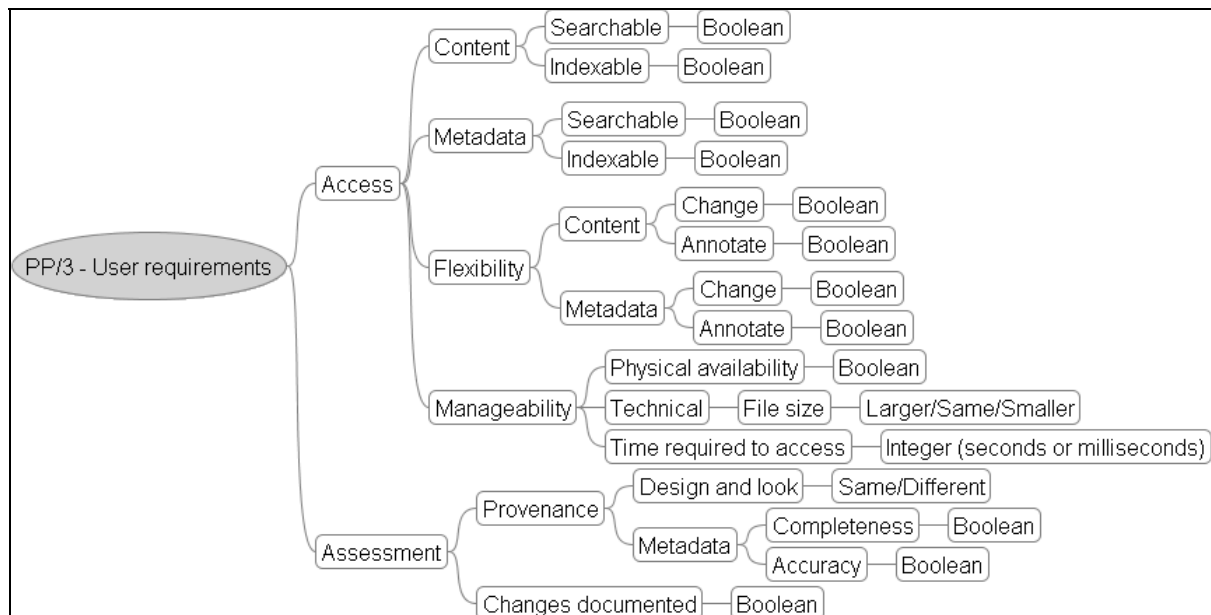 Searchable Boolean
Content
Indexable Boolean
Searchable Boolean
Metadata
Indexable Boolean
Access
Change Boolean
Content
Annotate Boolean
PP/3 - User requirements
Flexibility
Change Boolean
Metadata
Annotate Boolean
Physical availability Boolean
Manageability Technical File size Larger/Same/Smaller
Time required to access Integer (seconds or milliseconds)
Design and look Same/Different
Provenance
Completeness Boolean
Metadata
Assessment
Accuracy Boolean
Changes documented Boolean